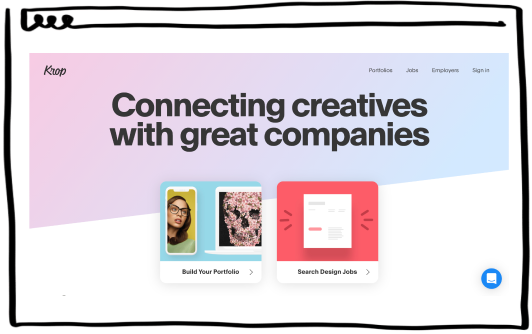 Krop
Portfolios Jobs Employers Sign in
Connecting creatives
with great companies
Build Your Portfolio
Search Design Jobs